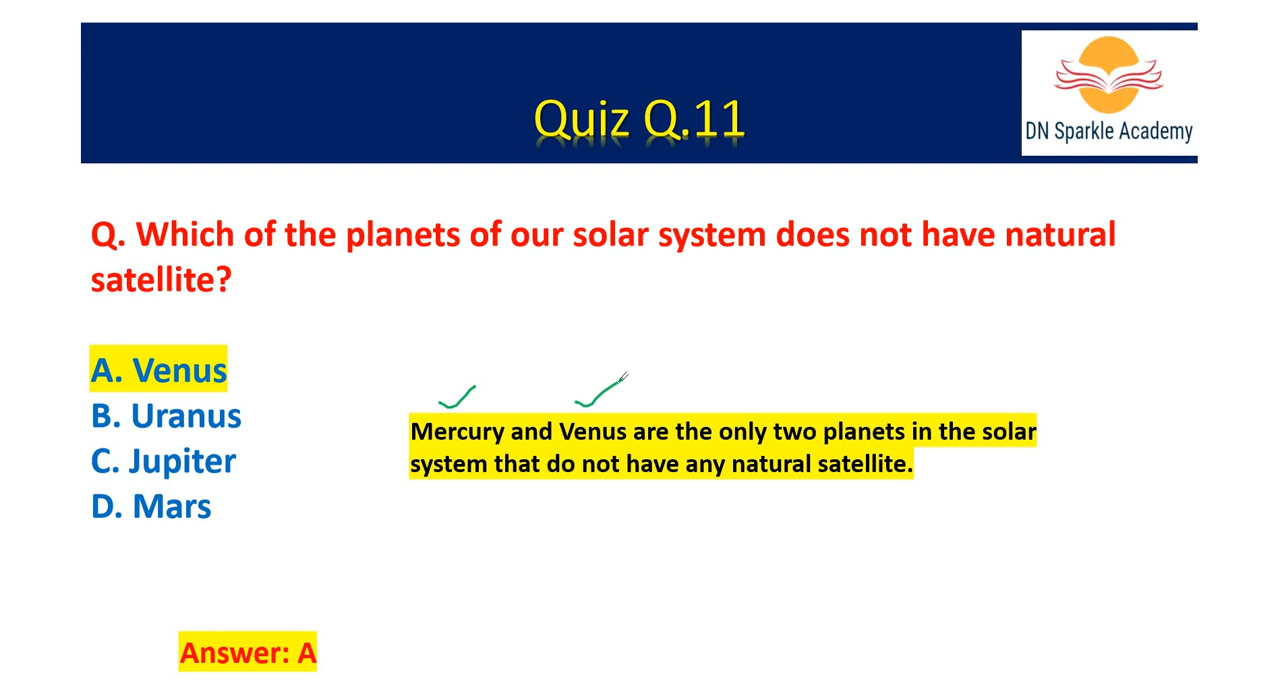 Quiz Q.11
DN Sparkle Academy
Q. Which of the planets of our solar system does not have natural
satellite?
A. Venus
B. Uranus
C. Jupiter
D. Mars
Mercury and Venus are the only two planets in the solar
system that do not have any natural satellite.
Answer: A